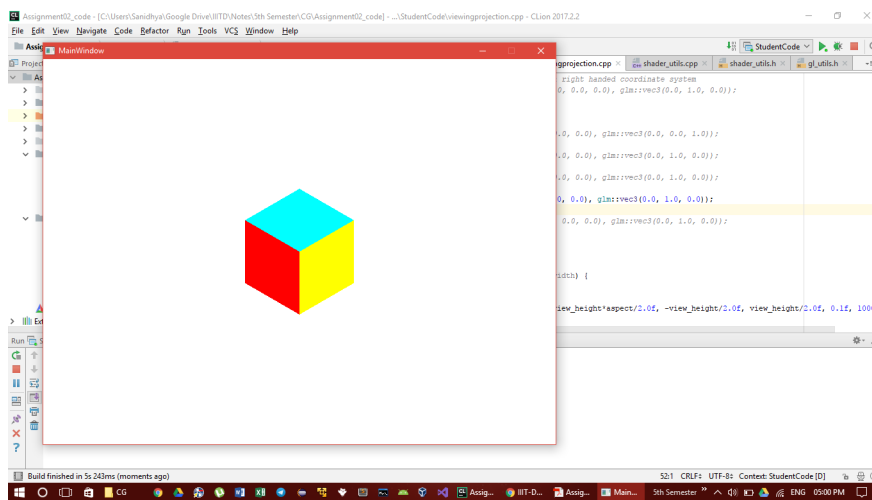 Assignment02_code - [C:\Users\Sanidhya\Google Drive\IIITD\Notes\5th Semester\CG\Assignment02_code] - ...\StudentCode\viewingprojection.cpp - CLion 2017.2.2
File Edit View Navigate Code Refactor Run Tools VCS Window Help
Assig
StudentCode
MainWindow
Project
gprojection.cpp
shader_utils.cpp
shader_utils.h
gl_utils.h
As
right handed coordinate system
0, 0.0, 0.0), glm::vec3(0.0, 1.0, 0.0));
.0, 0.0), glm::vec3(0.0, 0.0, 1.0));
.0, 0.0), glm::vec3(0.0, 1.0, 0.0));
.0, 0.0), glm::vec3(0.0, 1.0, 0.0));
0, 0.0), glm::vec3(0.0, 1.0, 0.0));
0.0, 0.0), glm::vec3(0.0, 1.0, 0.0));
idth) {
iew_height*aspect/2.0f, -view_height/2.0f, view_height/2.0f, 0.1f, 1000
Ext
Run S
Build finished in 5s 243ms (moments ago)
52:1 CRLF÷ UTF-8÷ Context: StudentCode [D]
CG
Assig...
IIIT-D...
Assig...
Main...
5th Semester
ENG
05:00 PM